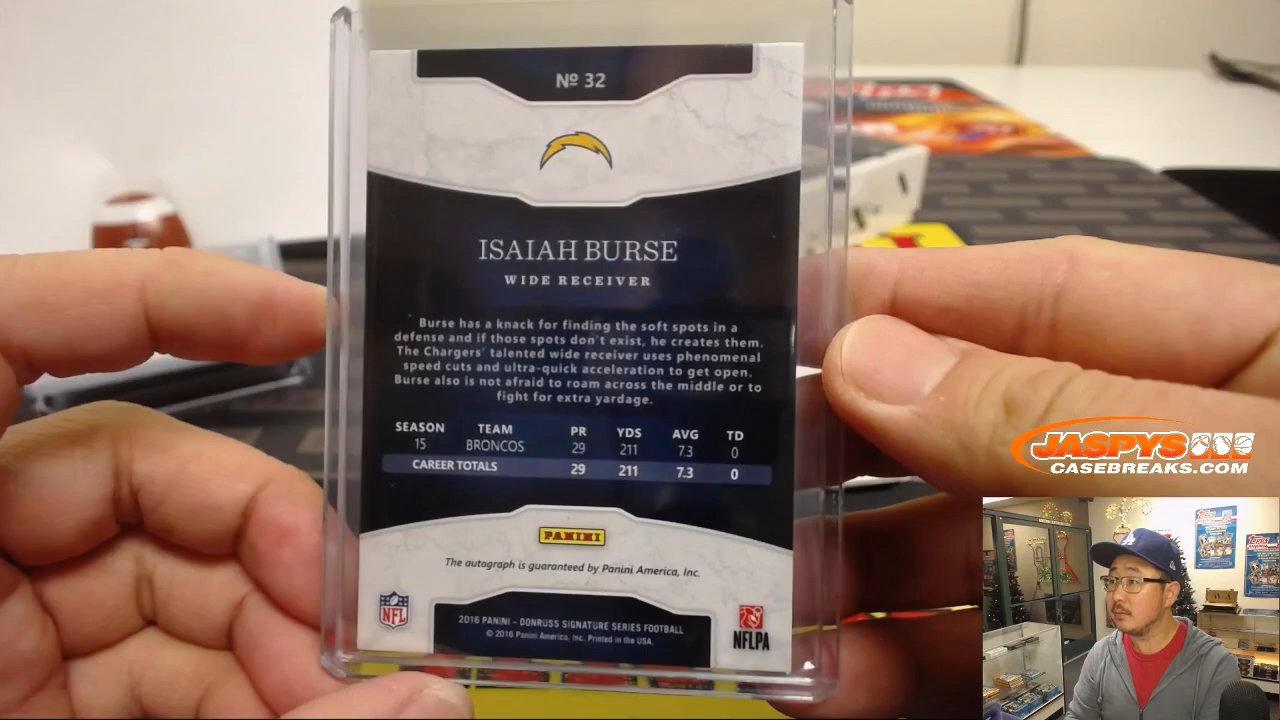 Nº 32
ISAIAH BURSE
WIDE RECEIVER
Burse has a knack for finding the soft spots in a
defense and if those spots don't exist, he creates them.
The Chargers' talented wide receiver uses phenomenal
speed cuts and ultra-quick acceleration to get open.
Burse also is not afraid to roam across the middle or to
fight for extra yardage.
SEASON TEAM PR YDS AVG TD
15 BRONCOS 29 211 7.3 0
CAREER TOTALS 29 211 7.3 0
PANINI
The autograph is guaranteed by Panini America, Inc.
NFL
2016 PANINI – DONRUSS SIGNATURE SERIES FOOTBALL
© 2016 Panini America, Inc. Printed in the USA.
NFLPA
JASPYS
CASEBREAKS.COM
Topps
Topps
LA